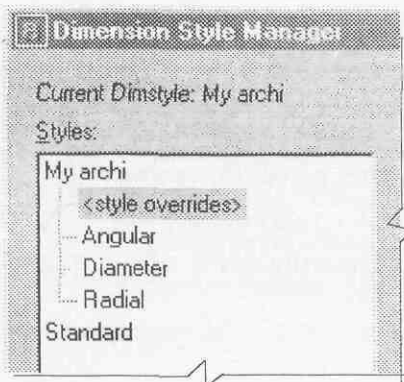 Dimension Style Manager
Current Dimstyle: My archi
Styles:
My archi
<style overrides>
Angular
Diameter
Radial
Standard